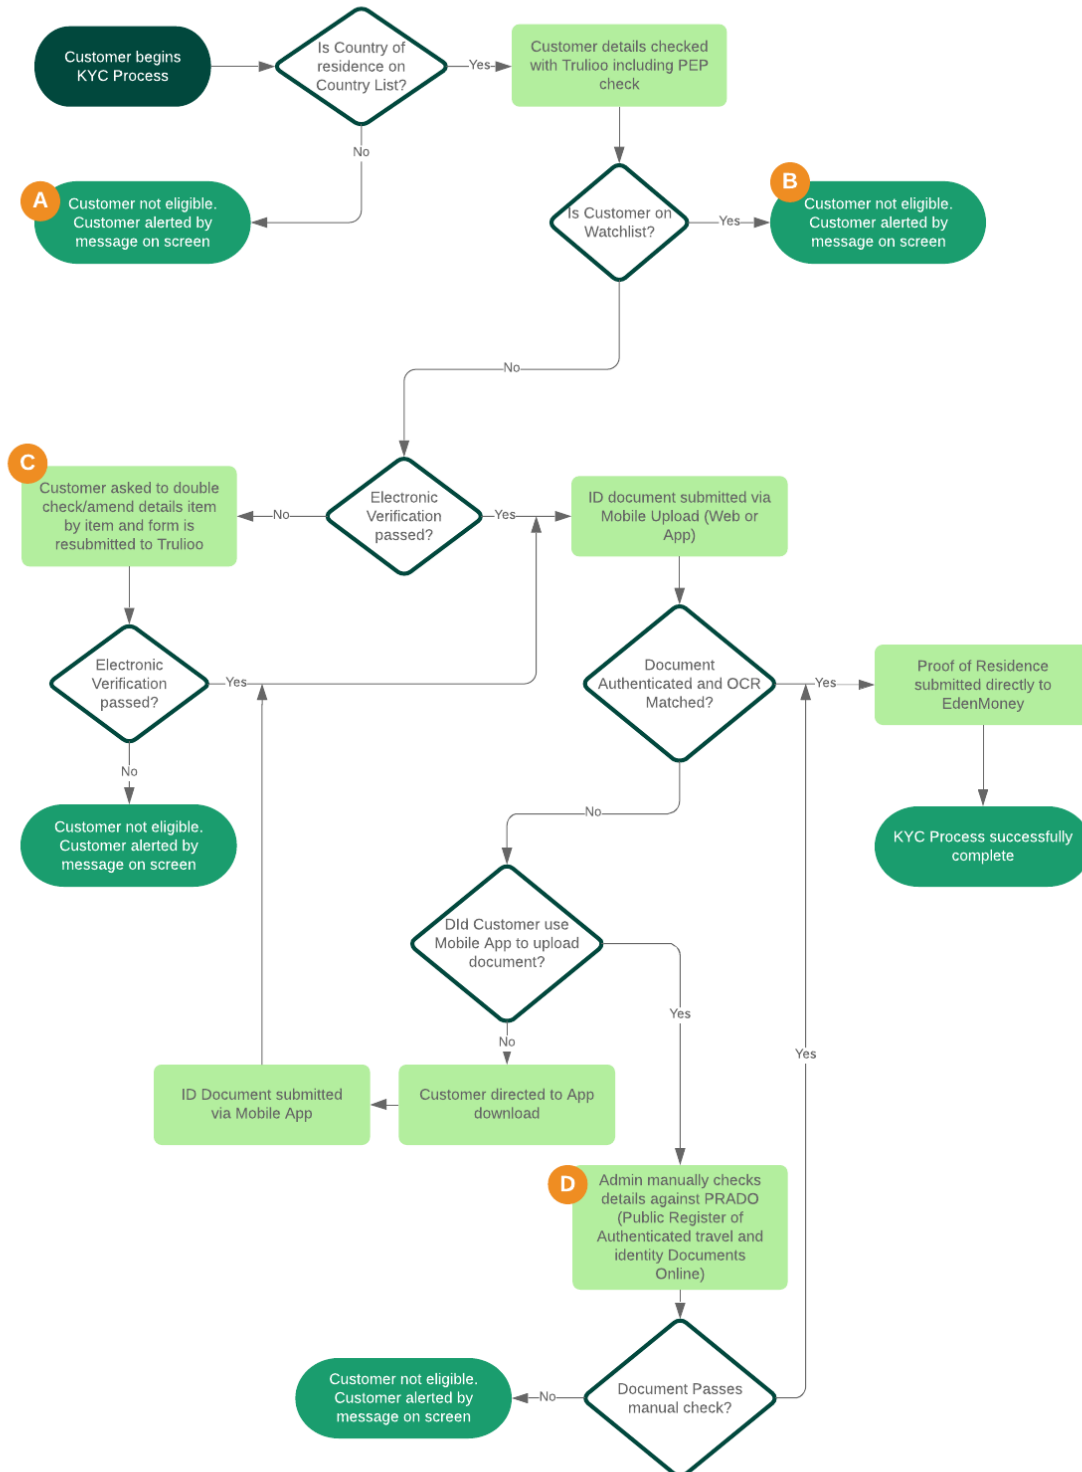 Customer begins
KYC Process
Is Country of
residence on
Country List?
Yes
Customer details checked
with Trulioo including PEP
check
No
A
Customer not eligible.
Customer alerted by
message on screen
Is Customer on
Watchlist?
Yes
B
Customer not eligible.
Customer alerted by
message on screen
No
C
Customer asked to double
check/amend details item
by item and form is
resubmitted to Trulioo
No
Electronic
Verification
passed?
Yes
ID document submitted via
Mobile Upload (Web or
App)
Electronic
Verification
passed?
Yes
Document
Authenticated and OCR
Matched?
Yes
Proof of Residence
submitted directly to
EdenMoney
No
Customer not eligible.
Customer alerted by
message on screen
No
KYC Process successfully
complete
DId Customer use
Mobile App to upload
document?
Yes
No
Yes
ID Document submitted
via Mobile App
Customer directed to App
download
D
Admin manually checks
details against PRADO
(Public Register of
Authenticated travel and
identity Documents
Online)
Customer not eligible.
Customer alerted by
message on screen
No
Document Passes
manual check?